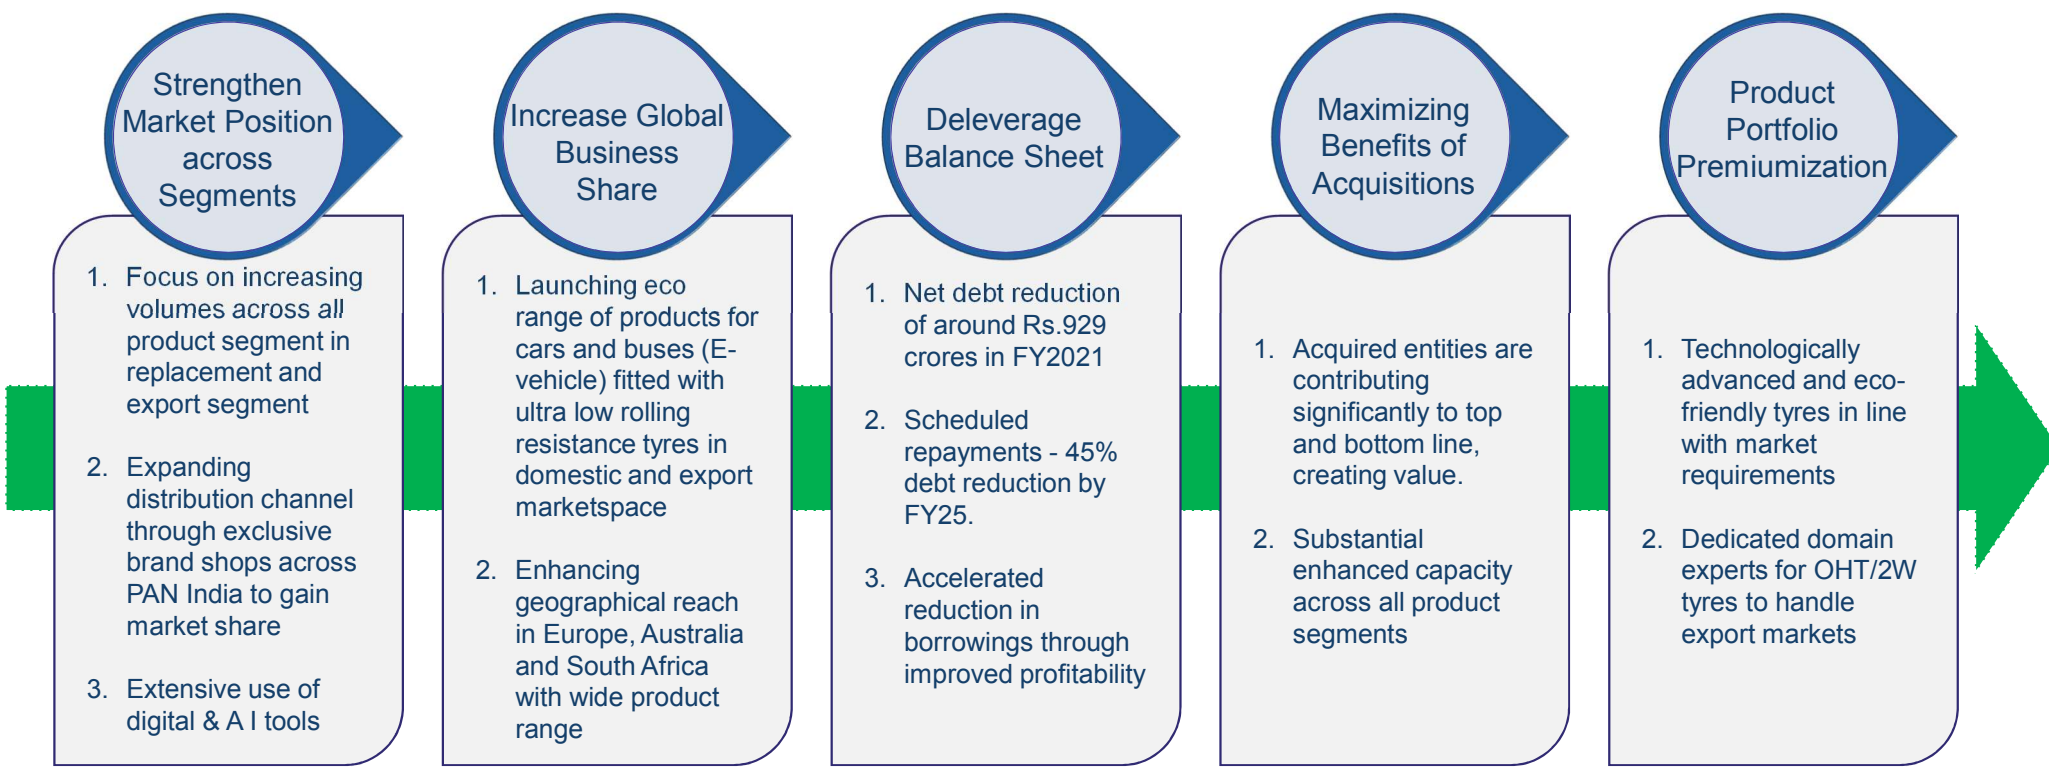 Strengthen
Market Position
across
Segments
1. Focus on increasing
volumes across all
product segment in
replacement and
export segment
2. Expanding
distribution channel
through exclusive
brand shops across
PAN India to gain
market share
3. Extensive use of
digital & A I tools
Increase Global
Business
Share
1. Launching eco
range of products for
cars and buses (E-
vehicle) fitted with
ultra low rolling
resistance tyres in
domestic and export
marketspace
2. Enhancing
geographical reach
in Europe, Australia
and South Africa
with wide product
range
Deleverage
Balance Sheet
1. Net debt reduction
of around Rs.929
crores in FY2021
2. Scheduled
repayments - 45%
debt reduction by
FY25.
3. Accelerated
reduction in
borrowings through
improved profitability
Maximizing
Benefits of
Acquisitions
1. Acquired entities are
contributing
significantly to top
and bottom line,
creating value.
2. Substantial
enhanced capacity
across all product
segments
Product
Portfolio
Premiumization
1. Technologically
advanced and eco-
friendly tyres in line
with market
requirements
2. Dedicated domain
experts for OHT/2W
tyres to handle
export markets